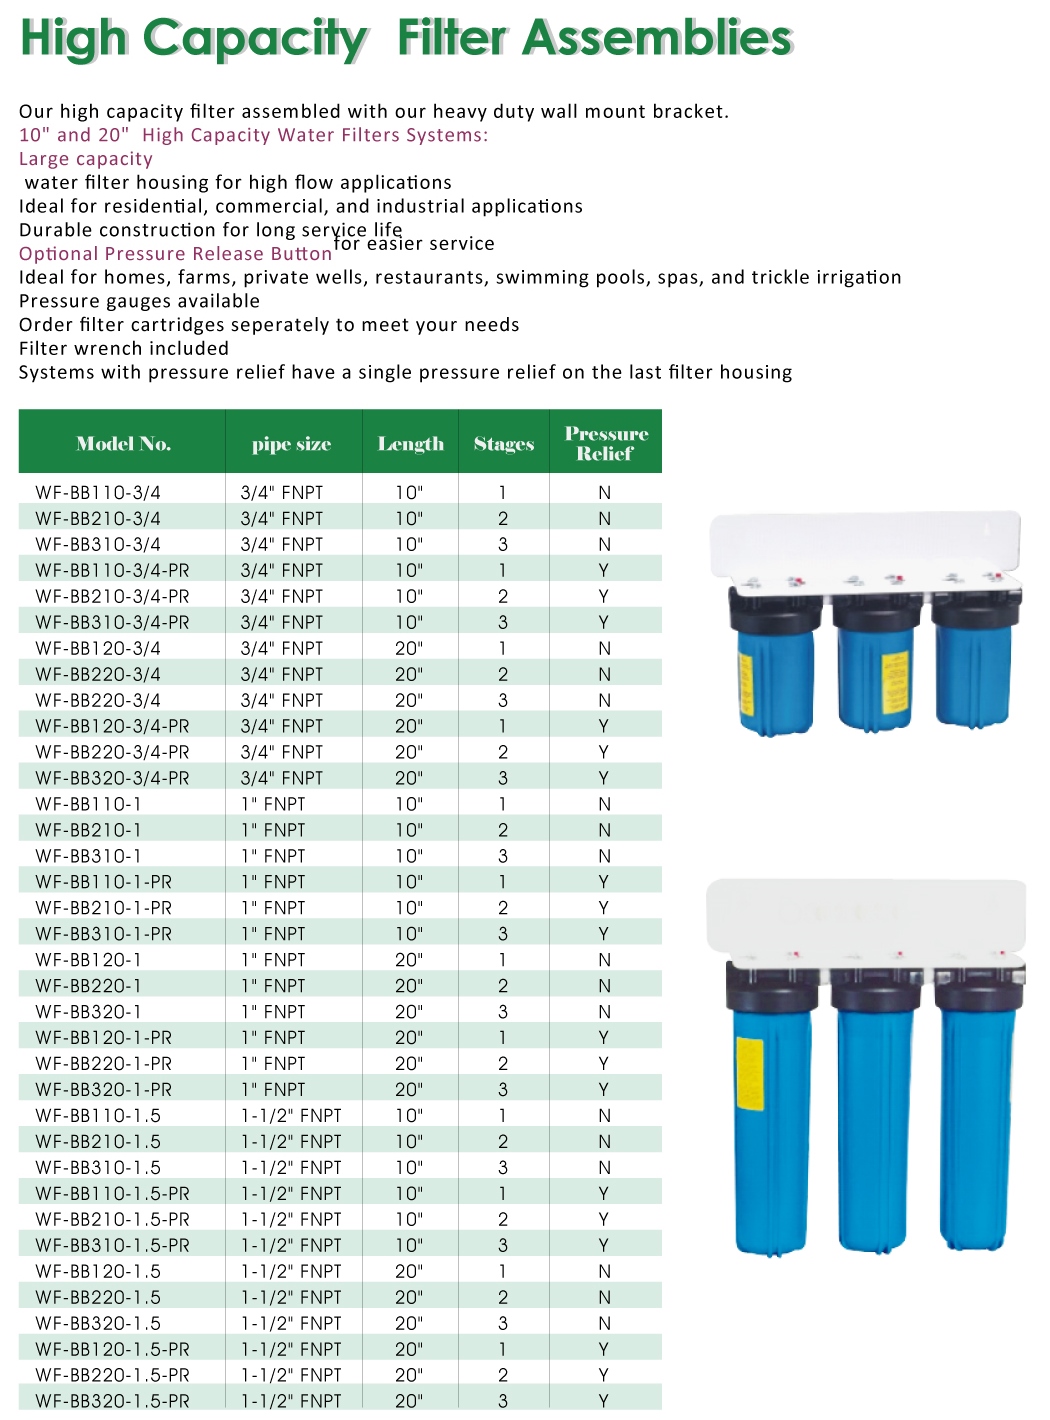 High Capacity Filter Assemblies
Our high capacity filter assembled with our heavy duty wall mount bracket.
10" and 20" High Capacity Water Filters Systems:
Large capacity
water filter housing for high flow applications
Ideal for residential, commercial, and industrial applications
Durable construction for long service life
Optional Pressure Release Button for easier service
Ideal for homes, farms, private wells, restaurants, swimming pools, spas, and trickle irrigation
Pressure gauges available
Order filter cartridges seperately to meet your needs
Filter wrench included
Systems with pressure relief have a single pressure relief on the last filter housing
Model No. pipe size Length Stages Pressure Relief
WF-BB110-3/4 3/4" FNPT 10" 1 N
WF-BB210-3/4 3/4" FNPT 10" 2 N
WF-BB310-3/4 3/4" FNPT 10" 3 N
WF-BB110-3/4-PR 3/4" FNPT 10" 1 Y
WF-BB210-3/4-PR 3/4" FNPT 10" 2 Y
WF-BB310-3/4-PR 3/4" FNPT 10" 3 Y
WF-BB120-3/4 3/4" FNPT 20" 1 N
WF-BB220-3/4 3/4" FNPT 20" 2 N
WF-BB220-3/4 3/4" FNPT 20" 3 N
WF-BB120-3/4-PR 3/4" FNPT 20" 1 Y
WF-BB220-3/4-PR 3/4" FNPT 20" 2 Y
WF-BB320-3/4-PR 3/4" FNPT 20" 3 Y
WF-BB110-1 1" FNPT 10" 1 N
WF-BB210-1 1" FNPT 10" 2 N
WF-BB310-1 1" FNPT 10" 3 N
WF-BB110-1-PR 1" FNPT 10" 1 Y
WF-BB210-1-PR 1" FNPT 10" 2 Y
WF-BB310-1-PR 1" FNPT 10" 3 Y
WF-BB120-1 1" FNPT 20" 1 N
WF-BB220-1 1" FNPT 20" 2 N
WF-BB320-1 1" FNPT 20" 3 N
WF-BB120-1-PR 1" FNPT 20" 1 Y
WF-BB220-1-PR 1" FNPT 20" 2 Y
WF-BB320-1-PR 1" FNPT 20" 3 Y
WF-BB110-1.5 1-1/2" FNPT 10" 1 N
WF-BB210-1.5 1-1/2" FNPT 10" 2 N
WF-BB310-1.5 1-1/2" FNPT 10" 3 N
WF-BB110-1.5-PR 1-1/2" FNPT 10" 1 Y
WF-BB210-1.5-PR 1-1/2" FNPT 10" 2 Y
WF-BB310-1.5-PR 1-1/2" FNPT 10" 3 Y
WF-BB120-1.5 1-1/2" FNPT 20" 1 N
WF-BB220-1.5 1-1/2" FNPT 20" 2 N
WF-BB320-1.5 1-1/2" FNPT 20" 3 N
WF-BB120-1.5-PR 1-1/2" FNPT 20" 1 Y
WF-BB220-1.5-PR 1-1/2" FNPT 20" 2 Y
WF-BB320-1.5-PR 1-1/2" FNPT 20" 3 Y